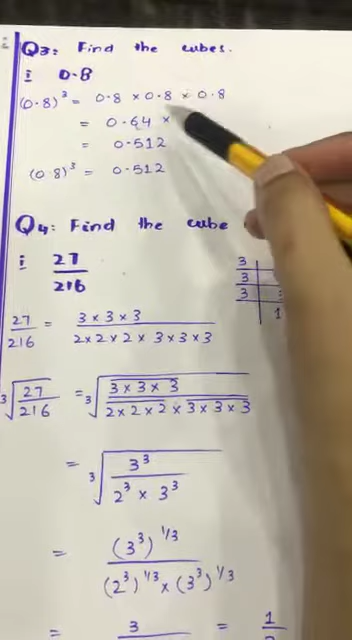 Q3: Find the cubes.
i 0.8
(0.8)³ = 0.8 × 0.8 × 0.8
= 0.64 ×
= 0.512
(0.8)³ = 0.512
Q4: Find the cube
i 27/216
3
3
3
1
27/216 = 3 × 3 × 3 / 2 × 2 × 2 × 3 × 3 × 3
∛27/216 = ∛3 × 3 × 3 / 2 × 2 × 2 × 3 × 3 × 3
= ∛3³ / 2³ × 3³
= (3³)^1/3 / (2³)^1/3 × (3³)^1/3
= 3 = 1